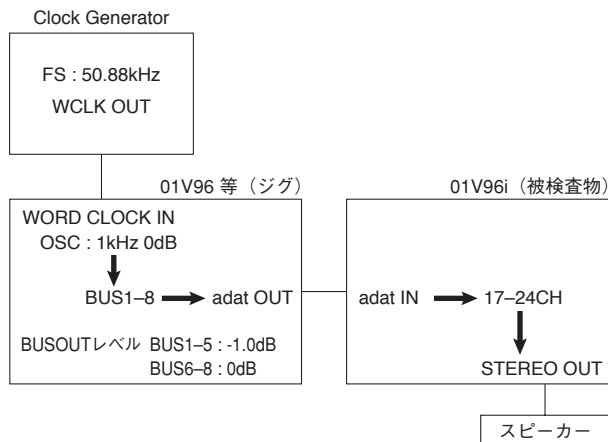 Clock Generator
FS : 50.88kHz
WCLK OUT
01V96 等（ジグ）
WORD CLOCK IN
OSC : 1kHz 0dB
BUS1–8
adat OUT
BUSOUTレベル BUS1–5 : -1.0dB
BUS6–8 : 0dB
01V96i（被検査物）
adat IN
17–24CH
STEREO OUT
スピーカー